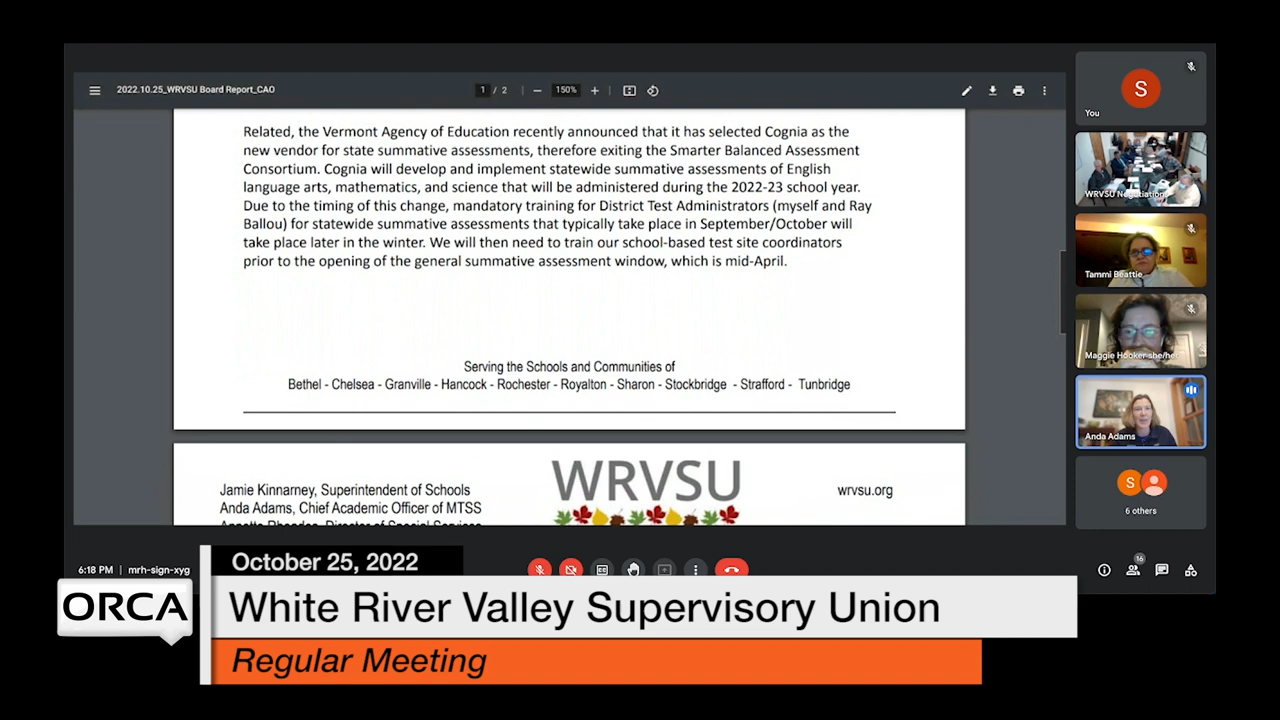 2022.10.25_WRVSU Board Report_CAO
1 / 2
150%
Related, the Vermont Agency of Education recently announced that it has selected Cognia as the
new vendor for state summative assessments, therefore exiting the Smarter Balanced Assessment
Consortium. Cognia will develop and implement statewide summative assessments of English
language arts, mathematics, and science that will be administered during the 2022-23 school year.
Due to the timing of this change, mandatory training for District Test Administrators (myself and Ray
Ballou) for statewide summative assessments that typically take place in September/October will
take place later in the winter. We will then need to train our school-based test site coordinators
prior to the opening of the general summative assessment window, which is mid-April.
Serving the Schools and Communities of
Bethel - Chelsea - Granville - Hancock - Rochester - Royalton - Sharon - Stockbridge - Strafford - Tunbridge
Jamie Kinnarney, Superintendent of Schools
Anda Adams, Chief Academic Officer of MTSS
WRVSU
wrvsu.org
S
You
WRVSU Negotiation
Tammi Beattie
Maggie Hooker she/her
Anda Adams
S
6 others
6:18 PM | mrh-sign-xyg
16
October 25, 2022
ORCA
White River Valley Supervisory Union
Regular Meeting